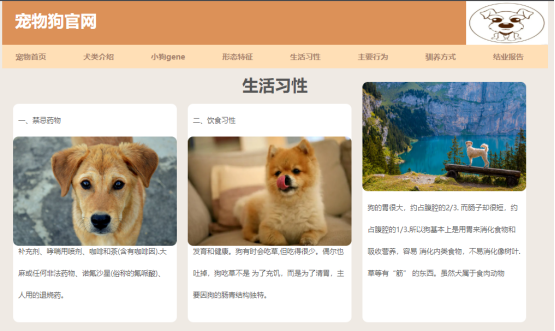 宠物狗官网
宠物首页 犬类介绍 小狗gene 形态特征 生活习性 主要行为 驯养方式 结业报告
生活习性
一、禁忌药物
补充剂、哮喘用喷剂、咖啡和茶(含有咖啡因).大
麻或任何非法药物、诺氟沙星(俗称的氟哌酸)、
人用的退烧药。
二、饮食习性
发育和健康。狗有时会吃草,但吃得很少。偶尔也
吐掉，狗吃草不是 为了充饥，而是为了清胃，主
要因狗的肠胃结构独特。
狗的胃很大，约占腹腔的2/3, 而肠子却很短，约
占腹腔的1/3,所以狗基本上是用胃来消化食物和
吸收营养，容易 消化肉类食物，不易消化像树叶.
草等有“筋” 的东西。虽然犬属于食肉动物